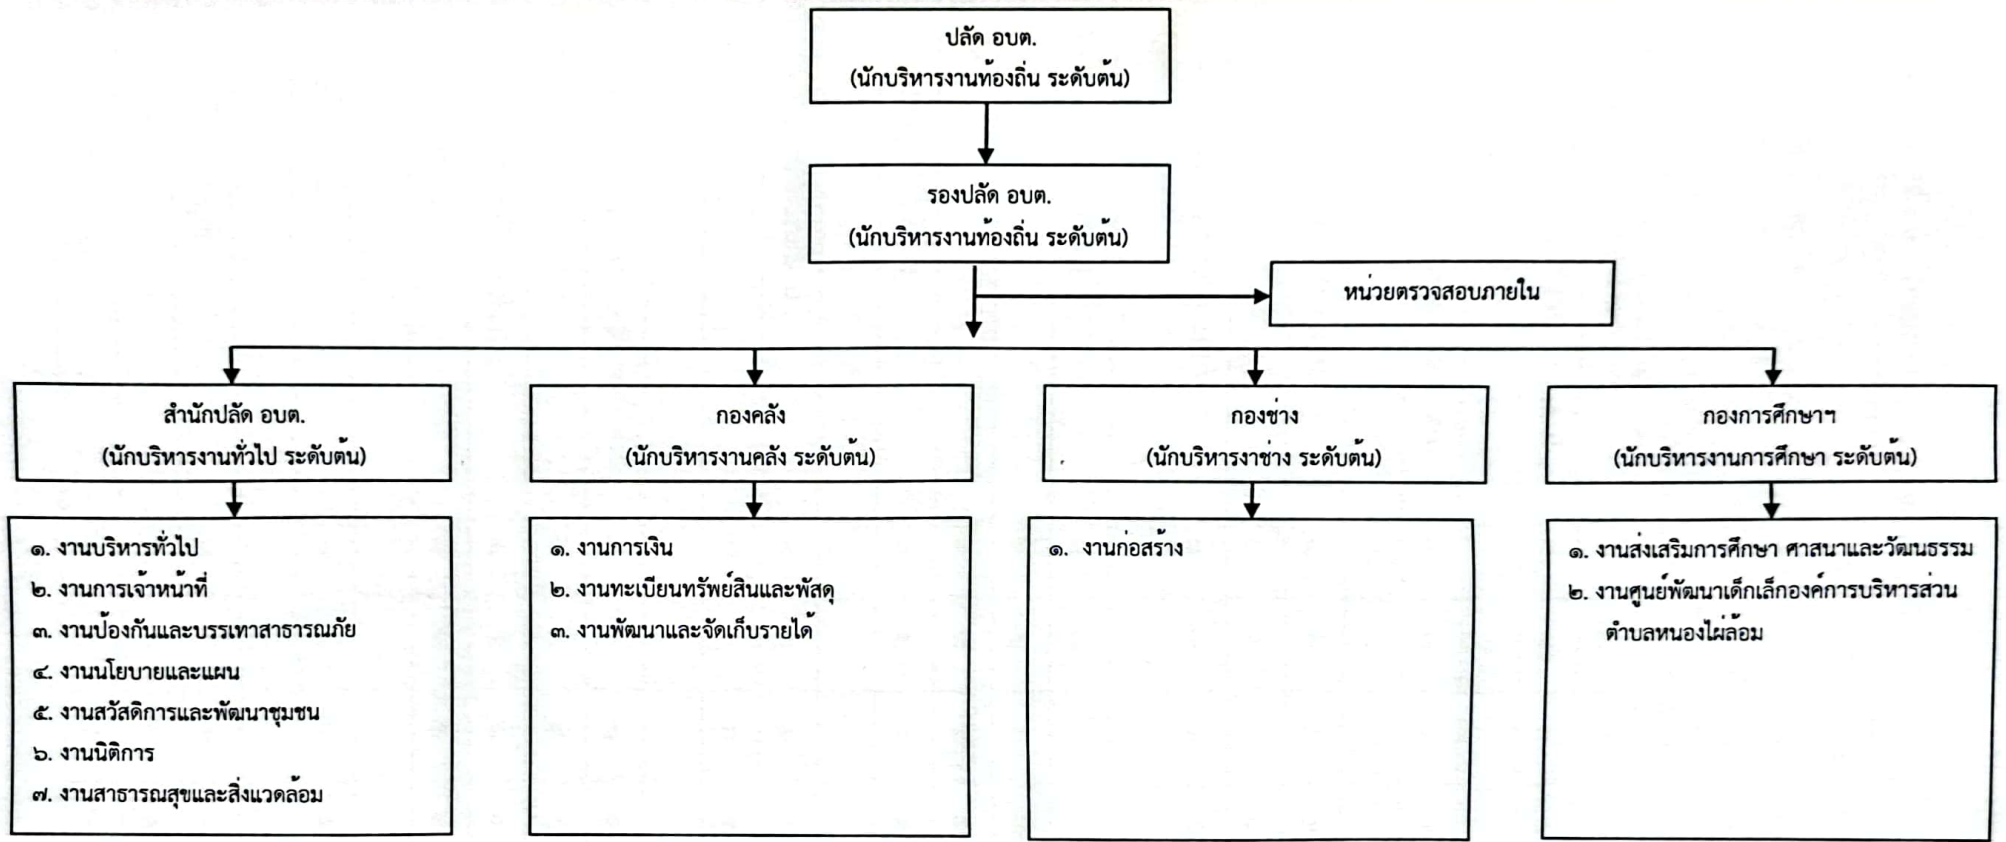 ปลัด อบต.
(นักบริหารงานท้องถิ่น ระดับต้น)
รองปลัด อบต.
(นักบริหารงานท้องถิ่น ระดับต้น)
หน่วยตรวจสอบภายใน
สำนักปลัด อบต.
(นักบริหารงานทั่วไป ระดับต้น)
กองคลัง
(นักบริหารงานคลัง ระดับต้น)
กองช่าง
(นักบริหารงาช่าง ระดับต้น)
กองการศึกษาฯ
(นักบริหารงานการศึกษา ระดับต้น)
๑. งานบริหารทั่วไป
๒. งานการเจ้าหน้าที่
๓. งานป้องกันและบรรเทาสาธารณภัย
๔. งานนโยบายและแผน
๕. งานสวัสดิการและพัฒนาชุมชน
๖. งานนิติการ
๗. งานสาธารณสุขและสิ่งแวดล้อม
๑. งานการเงิน
๒. งานทะเบียนทรัพย์สินและพัสดุ
๓. งานพัฒนาและจัดเก็บรายได้
๑. งานก่อสร้าง
๑. งานส่งเสริมการศึกษา ศาสนาและวัฒนธรรม
๒. งานศูนย์พัฒนาเด็กเล็กองค์การบริหารส่วน
ตำบลหนองไผ่ล้อม